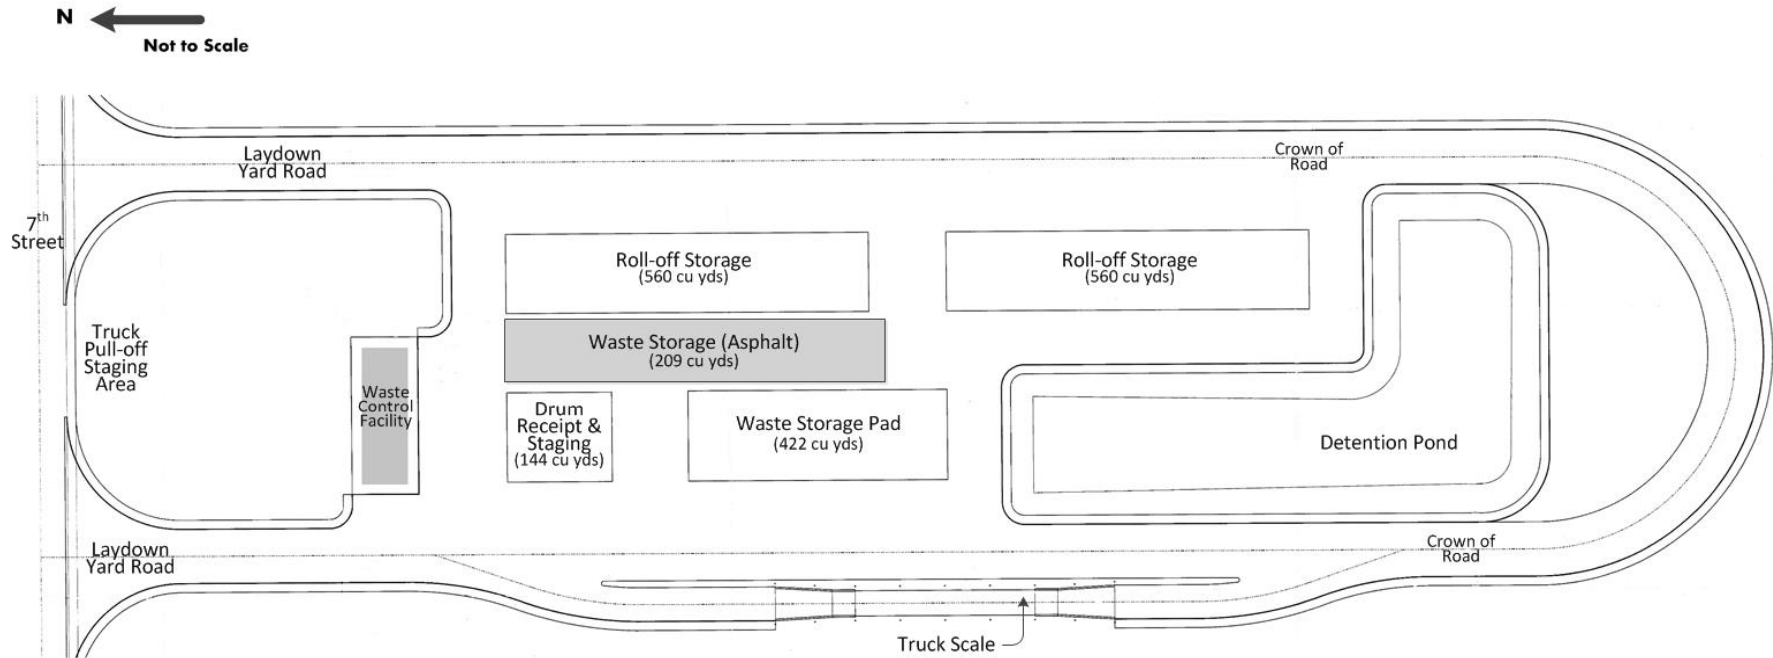 N
Not to Scale
Laydown
Yard Road
Crown of
Road
7th
Street
Roll-off Storage
(560 cu yds)
Roll-off Storage
(560 cu yds)
Truck
Pull-off
Staging
Area
Waste Storage (Asphalt)
(209 cu yds)
Waste
Control
Facility
Drum
Receipt &
Staging
(144 cu yds)
Waste Storage Pad
(422 cu yds)
Detention Pond
Laydown
Yard Road
Crown of
Road
Truck Scale